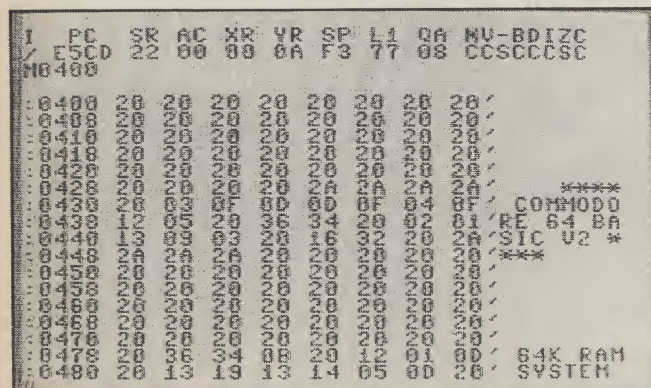 I PC SR AC XR YR SP L1 QA NV-BDIZC
/ E5CD 22 00 00 0A F3 77 08 CCSCCCSC
M0400
:0400 20 20 20 20 20 20 20 20'
:0408 20 20 20 20 20 20 20 20'
:0410 20 20 20 20 20 20 20 20'
:0418 20 20 20 20 20 20 20 20'
:0420 20 20 20 20 20 20 20 20'
:0428 20 20 20 20 2A 2A 2A 2A' ****
:0430 20 03 0F 0D 0D 0F 04 0F' COMMODO
:0438 12 05 20 36 34 20 02 01'RE 64 BA
:0440 13 09 03 20 16 32 20 2A'SIC V2 *
:0448 2A 2A 2A 20 20 20 20 20'***
:0450 20 20 20 20 20 20 20 20'
:0458 20 20 20 20 20 20 20 20'
:0460 20 20 20 20 20 20 20 20'
:0468 20 20 20 20 20 20 20 20'
:0470 20 20 20 20 20 20 20 20'
:0478 20 36 34 0B 20 12 01 0D' 64K RAM
:0480 20 13 19 13 14 05 0D 20' SYSTEM